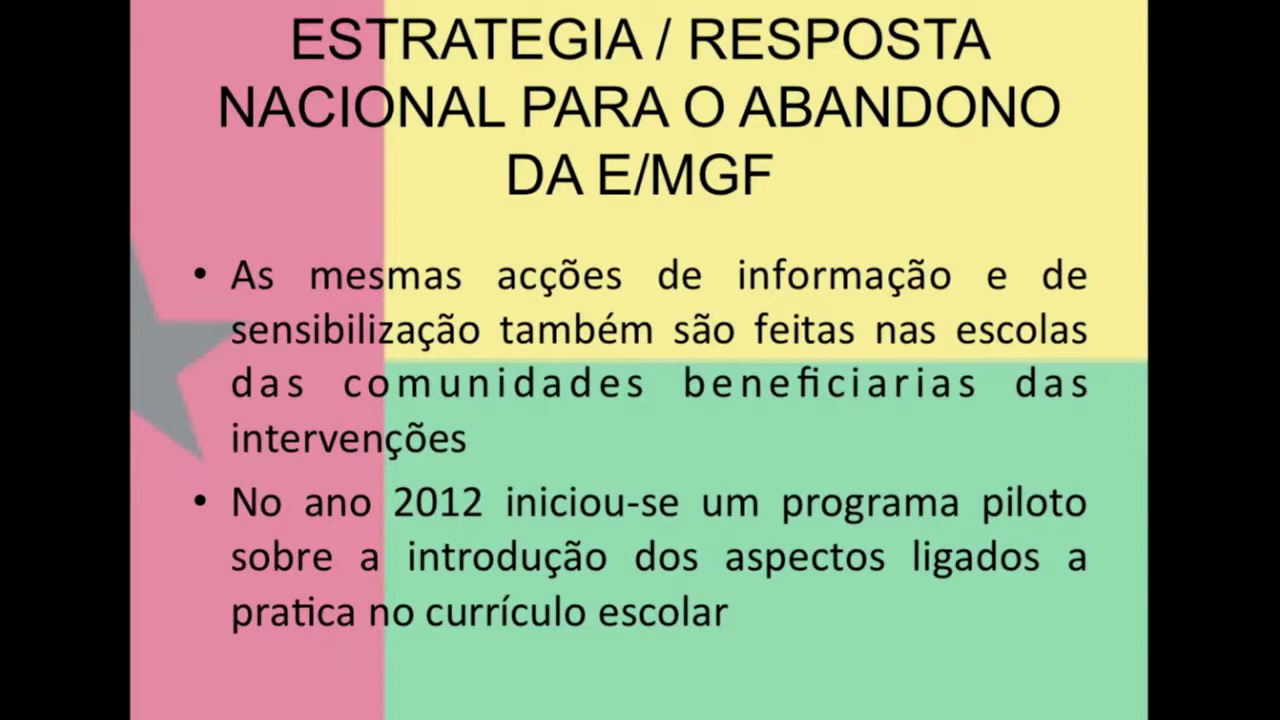 ESTRATEGIA / RESPOSTA
NACIONAL PARA O ABANDONO
DA E/MGF
• As mesmas acções de informação e de
sensibilização também são feitas nas escolas
das comunidades beneficiarias das
intervenções
• No ano 2012 iniciou-se um programa piloto
sobre a introdução dos aspectos ligados a
pratica no currículo escolar